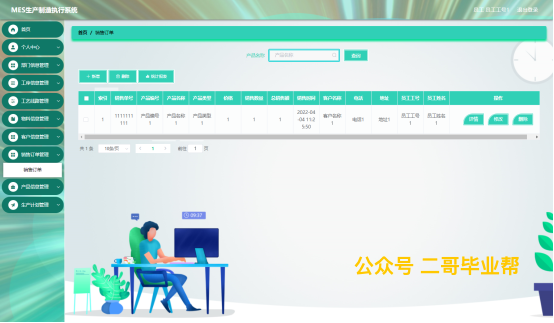 MES生产制造执行系统
员工 员工工号1 退出登录
首页
个人中心
部门信息管理
工序信息管理
工艺线路管理
物料信息管理
客户信息管理
销售订单管理
销售订单
产品信息管理
生产计划管理
首页 / 销售订单
产品名称 产品名称 查询
+ 新增 删除
索引 销售单号 产品编号 产品名称 产品类型 价格 销售数量 总销售额 销售时间 客户名称 电话 地址 员工工号 员工姓名 操作
1 1111111111 产品编号1 产品名称1 产品类型1 1 1 1 2022-04-04 11:25:50 客户名称1 电话1 地址1 员工工号1 员工姓名1 详情 修改 删除
共 1 条 10条/页 1 前往 1 页
09:37
公众号 二哥毕业帮